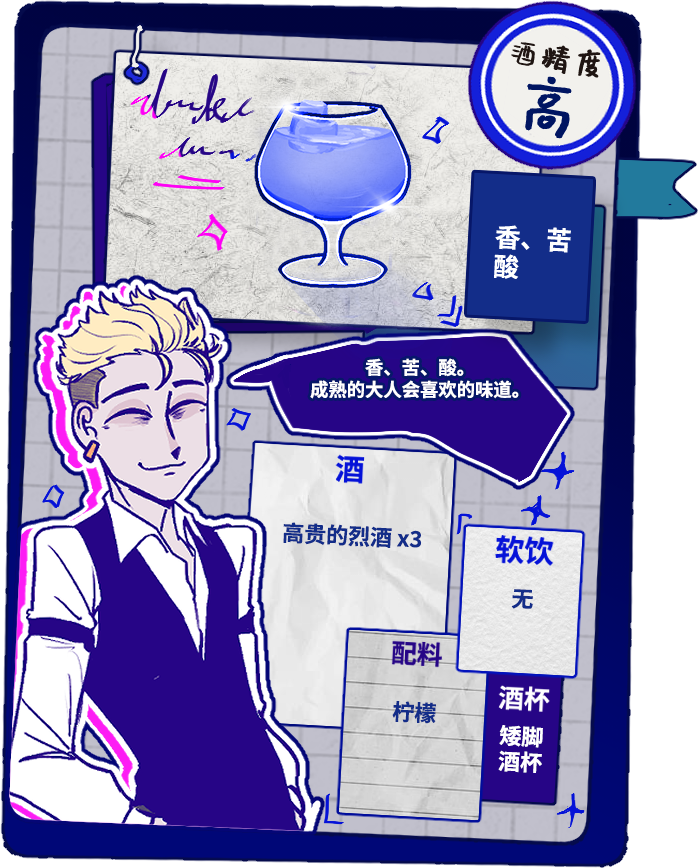 酒精度
高
香、苦
酸
香、苦、酸。
成熟的大人会喜欢的味道。
酒
高贵的烈酒 x3
软饮
无
配料
柠檬
酒杯
矮脚
酒杯